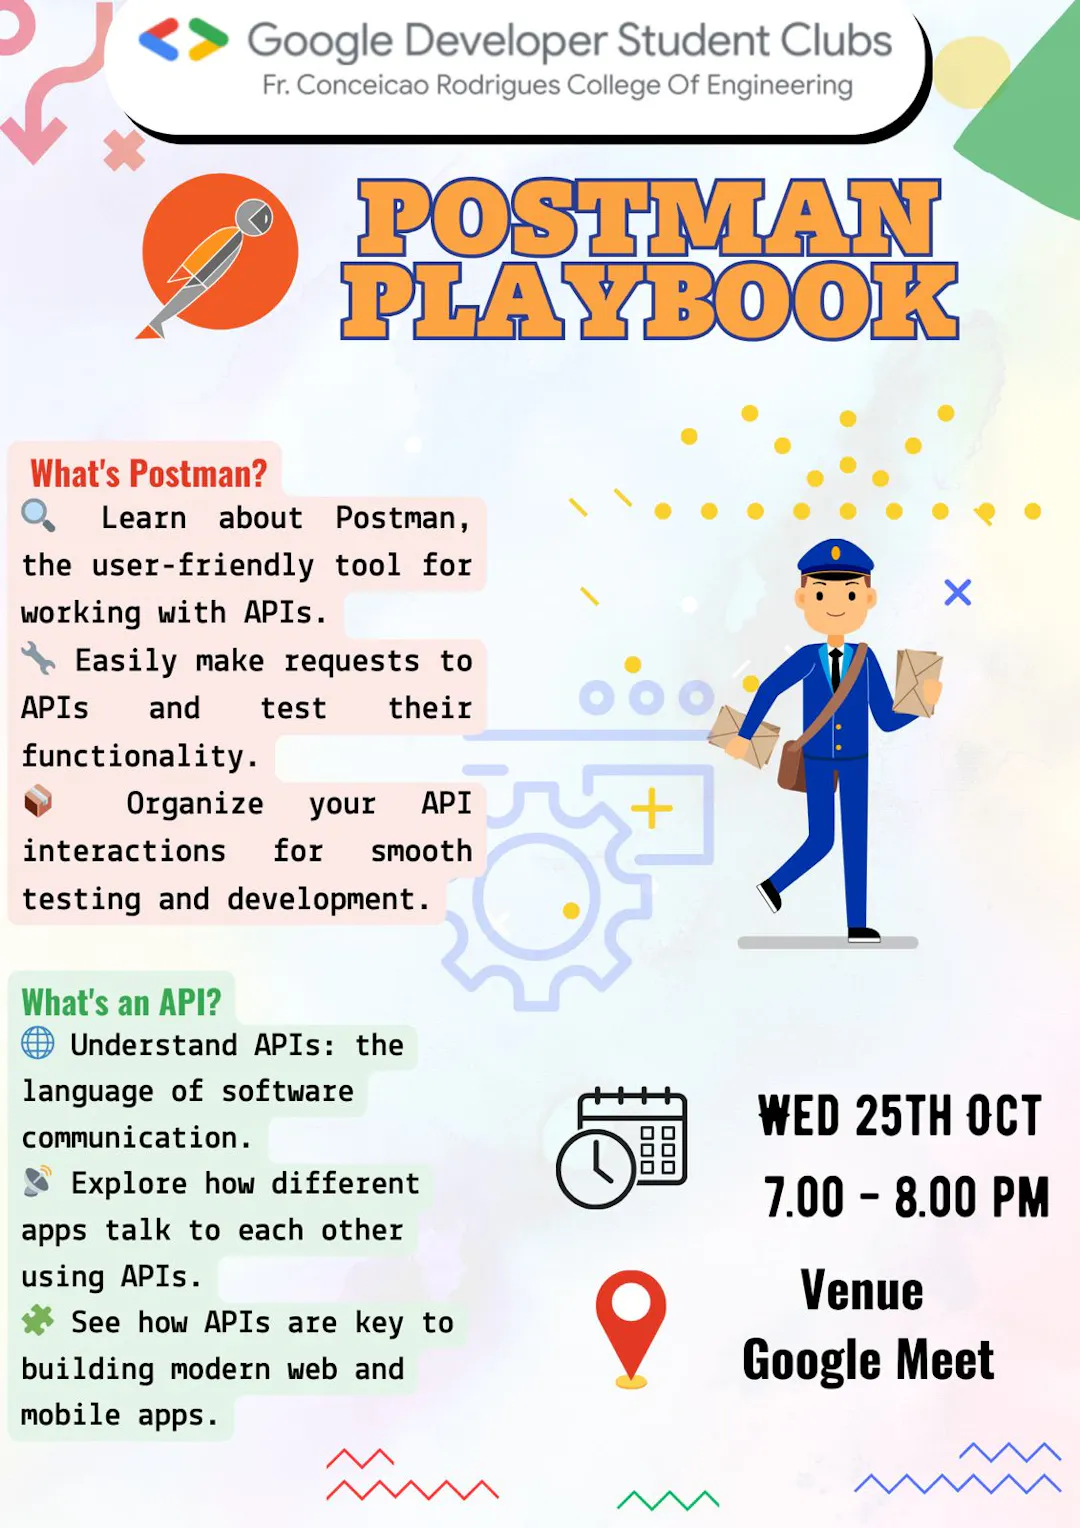 Google Developer Student Clubs
Fr. Conceicao Rodrigues College Of Engineering
POSTMAN
PLAYBOOK
What's Postman?
🔍 Learn about Postman,
the user-friendly tool for
working with APIs.
🔧 Easily make requests to
APIs and test their
functionality.
📦 Organize your API
interactions for smooth
testing and development.
What's an API?
🌐 Understand APIs: the
language of software
communication.
📡 Explore how different
apps talk to each other
using APIs.
🧩 See how APIs are key to
building modern web and
mobile apps.
WED 25TH OCT
7.00 - 8.00 PM
Venue
Google Meet